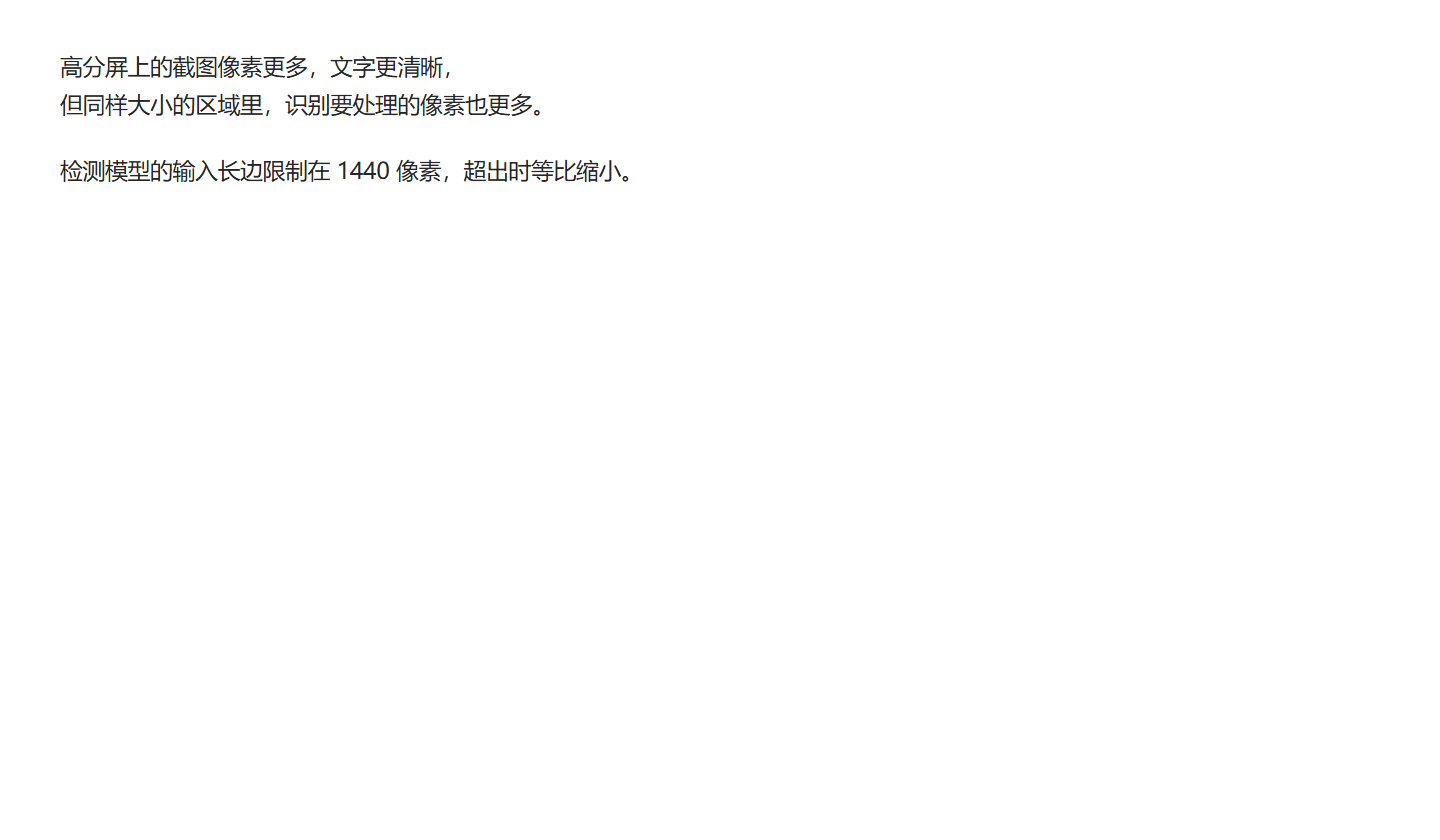 高分屏上的截图像素更多，文字更清晰，
但同样大小的区域里，识别要处理的像素也更多。
检测模型的输入长边限制在 1440 像素，超出时等比缩小。